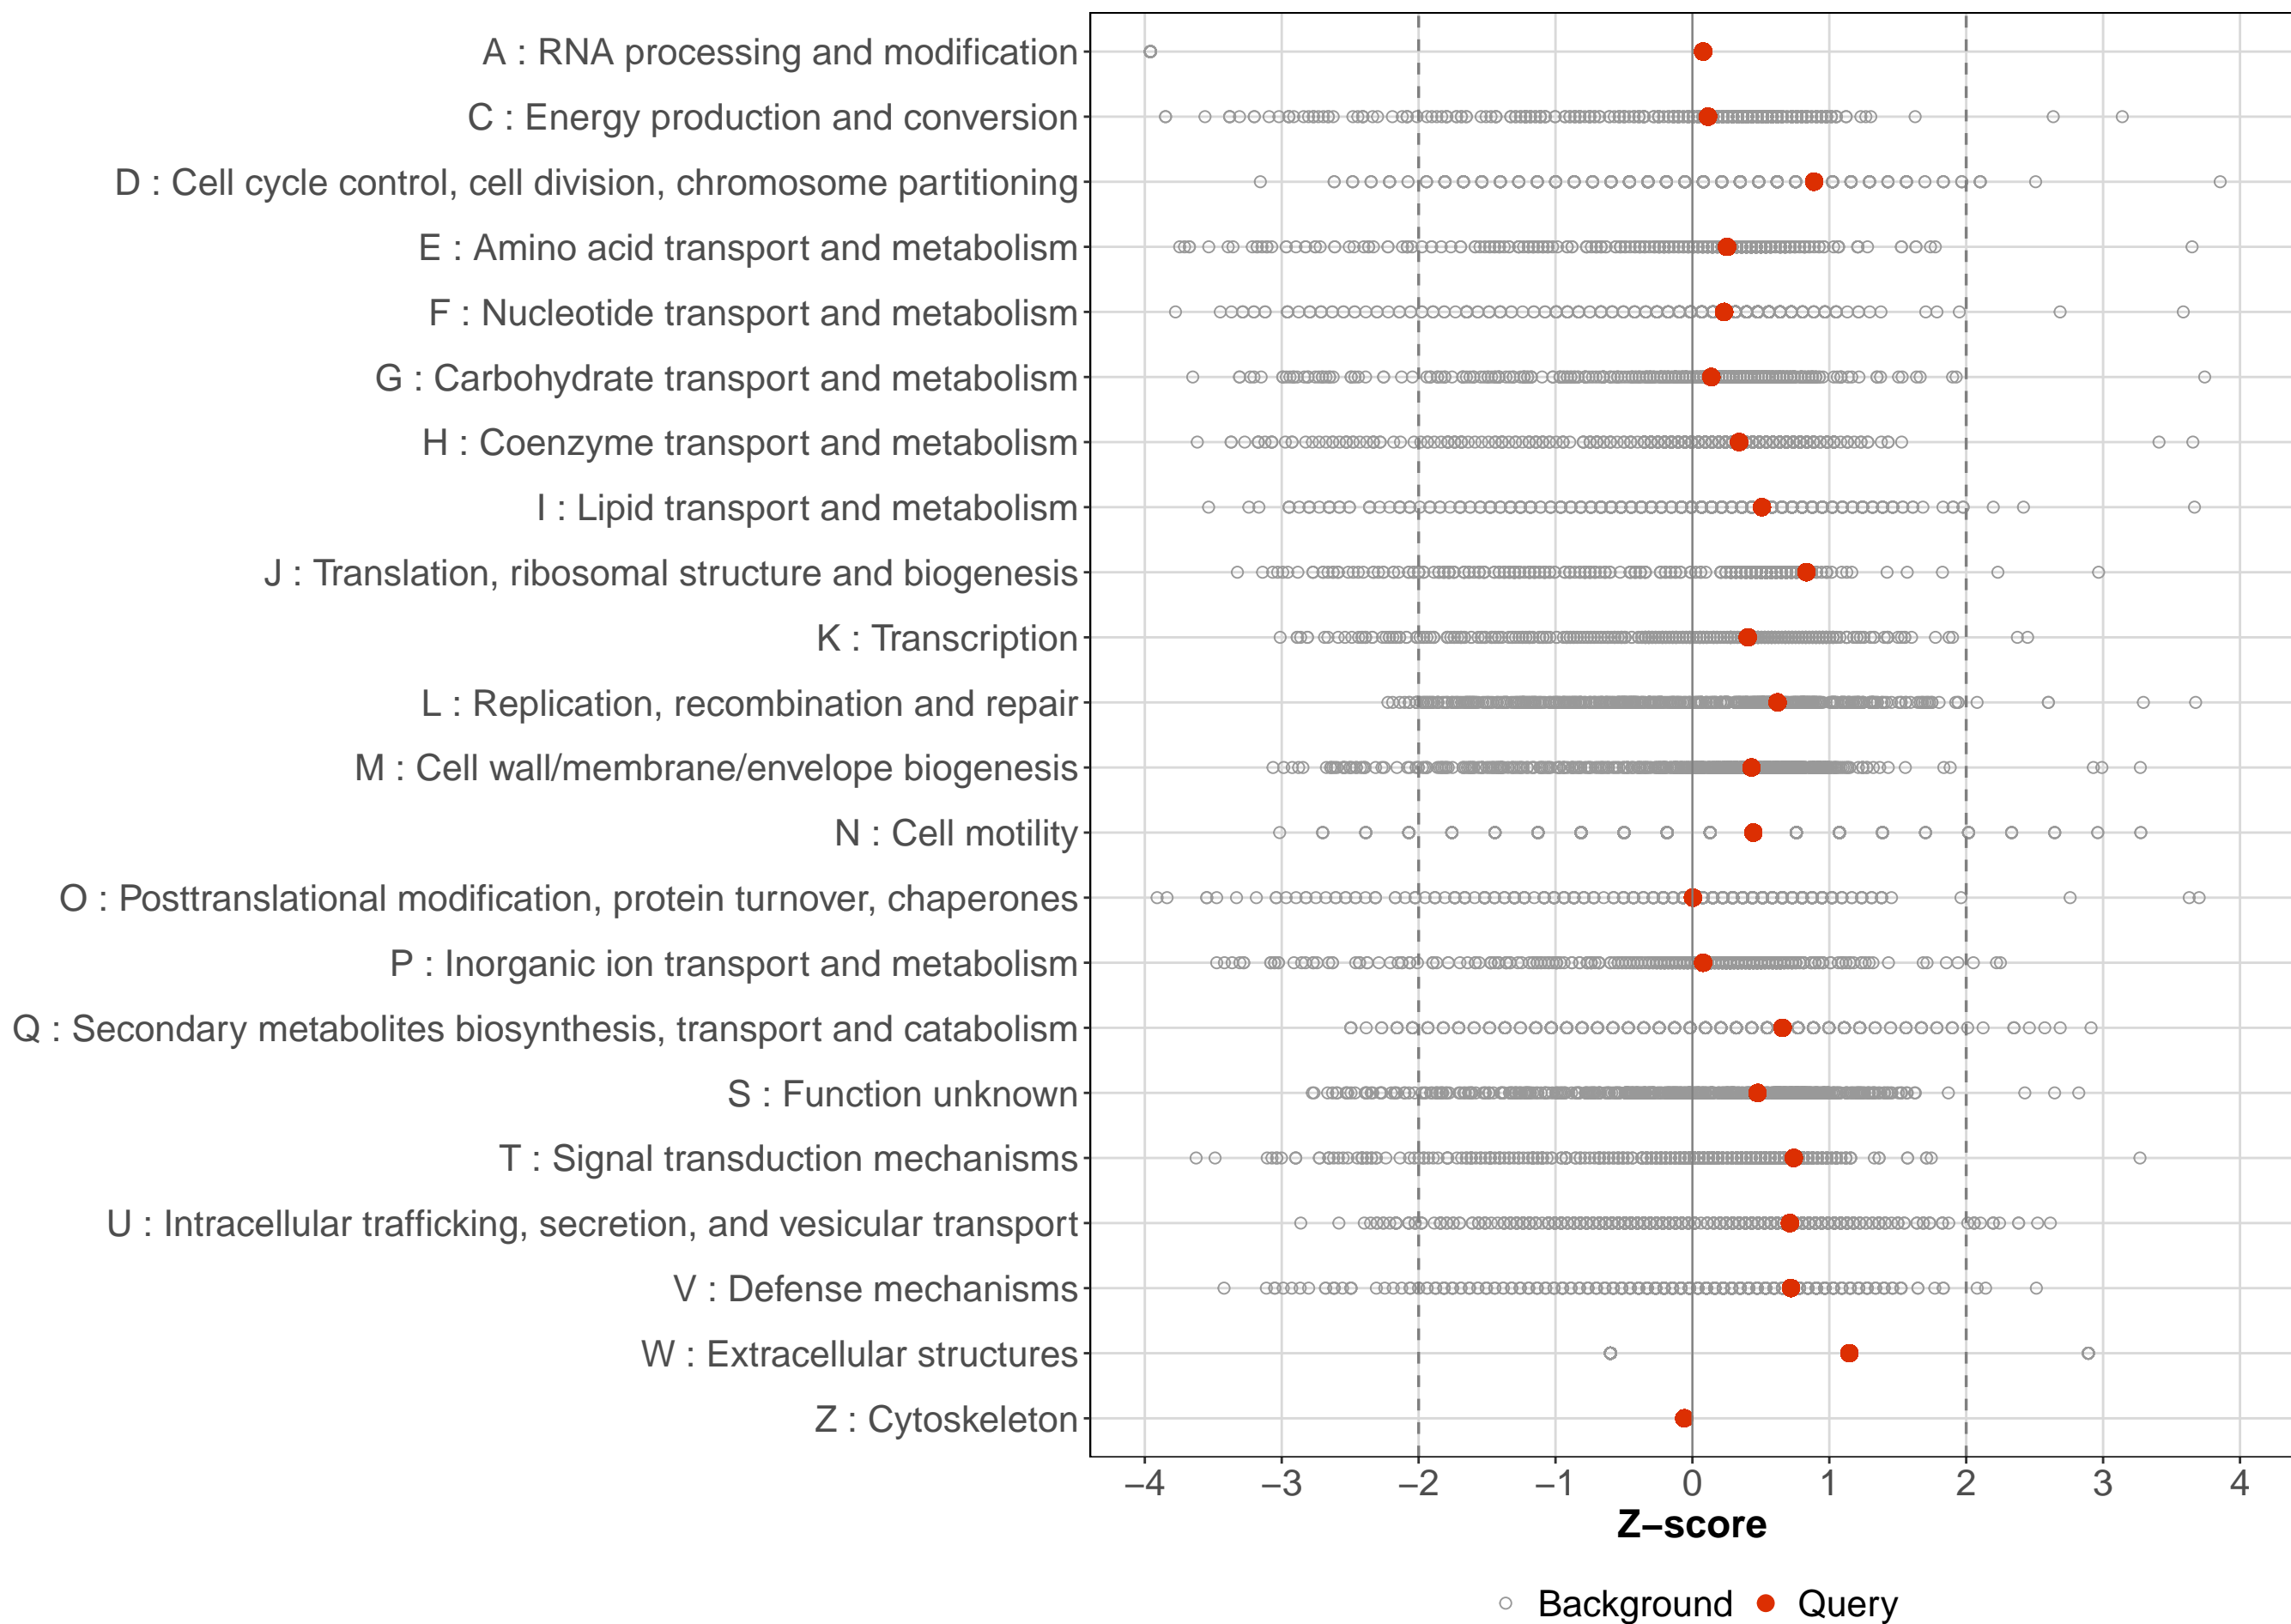 A : RNA processing and modification
C : Energy production and conversion
D : Cell cycle control, cell division, chromosome partitioning
E : Amino acid transport and metabolism
F : Nucleotide transport and metabolism
G : Carbohydrate transport and metabolism
H : Coenzyme transport and metabolism
I : Lipid transport and metabolism
J : Translation, ribosomal structure and biogenesis
K : Transcription
L : Replication, recombination and repair
M : Cell wall/membrane/envelope biogenesis
N : Cell motility
O : Posttranslational modification, protein turnover, chaperones
P : Inorganic ion transport and metabolism
Q : Secondary metabolites biosynthesis, transport and catabolism
S : Function unknown
T : Signal transduction mechanisms
U : Intracellular trafficking, secretion, and vesicular transport
V : Defense mechanisms
W : Extracellular structures
Z : Cytoskeleton
−4 −3 −2 −1 0 1 2 3 4
Z−score
Background Query